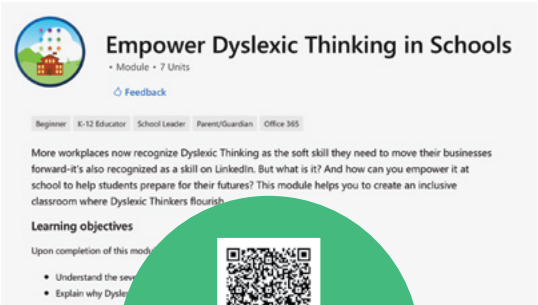 Empower Dyslexic Thinking in Schools
• Module • 7 Units
Feedback
Beginner K-12 Educator School Leader Parent/Guardian Office 365
More workplaces now recognize Dyslexic Thinking as the soft skill they need to move their businesses
forward-it's also recognized as a skill on LinkedIn. But what is it? And how can you empower it at
school to help students prepare for their futures? This module helps you to create an inclusive
classroom where Dyslexic Thinkers flourish.
Learning objectives
Upon completion of this
• Understand the
• Explain why